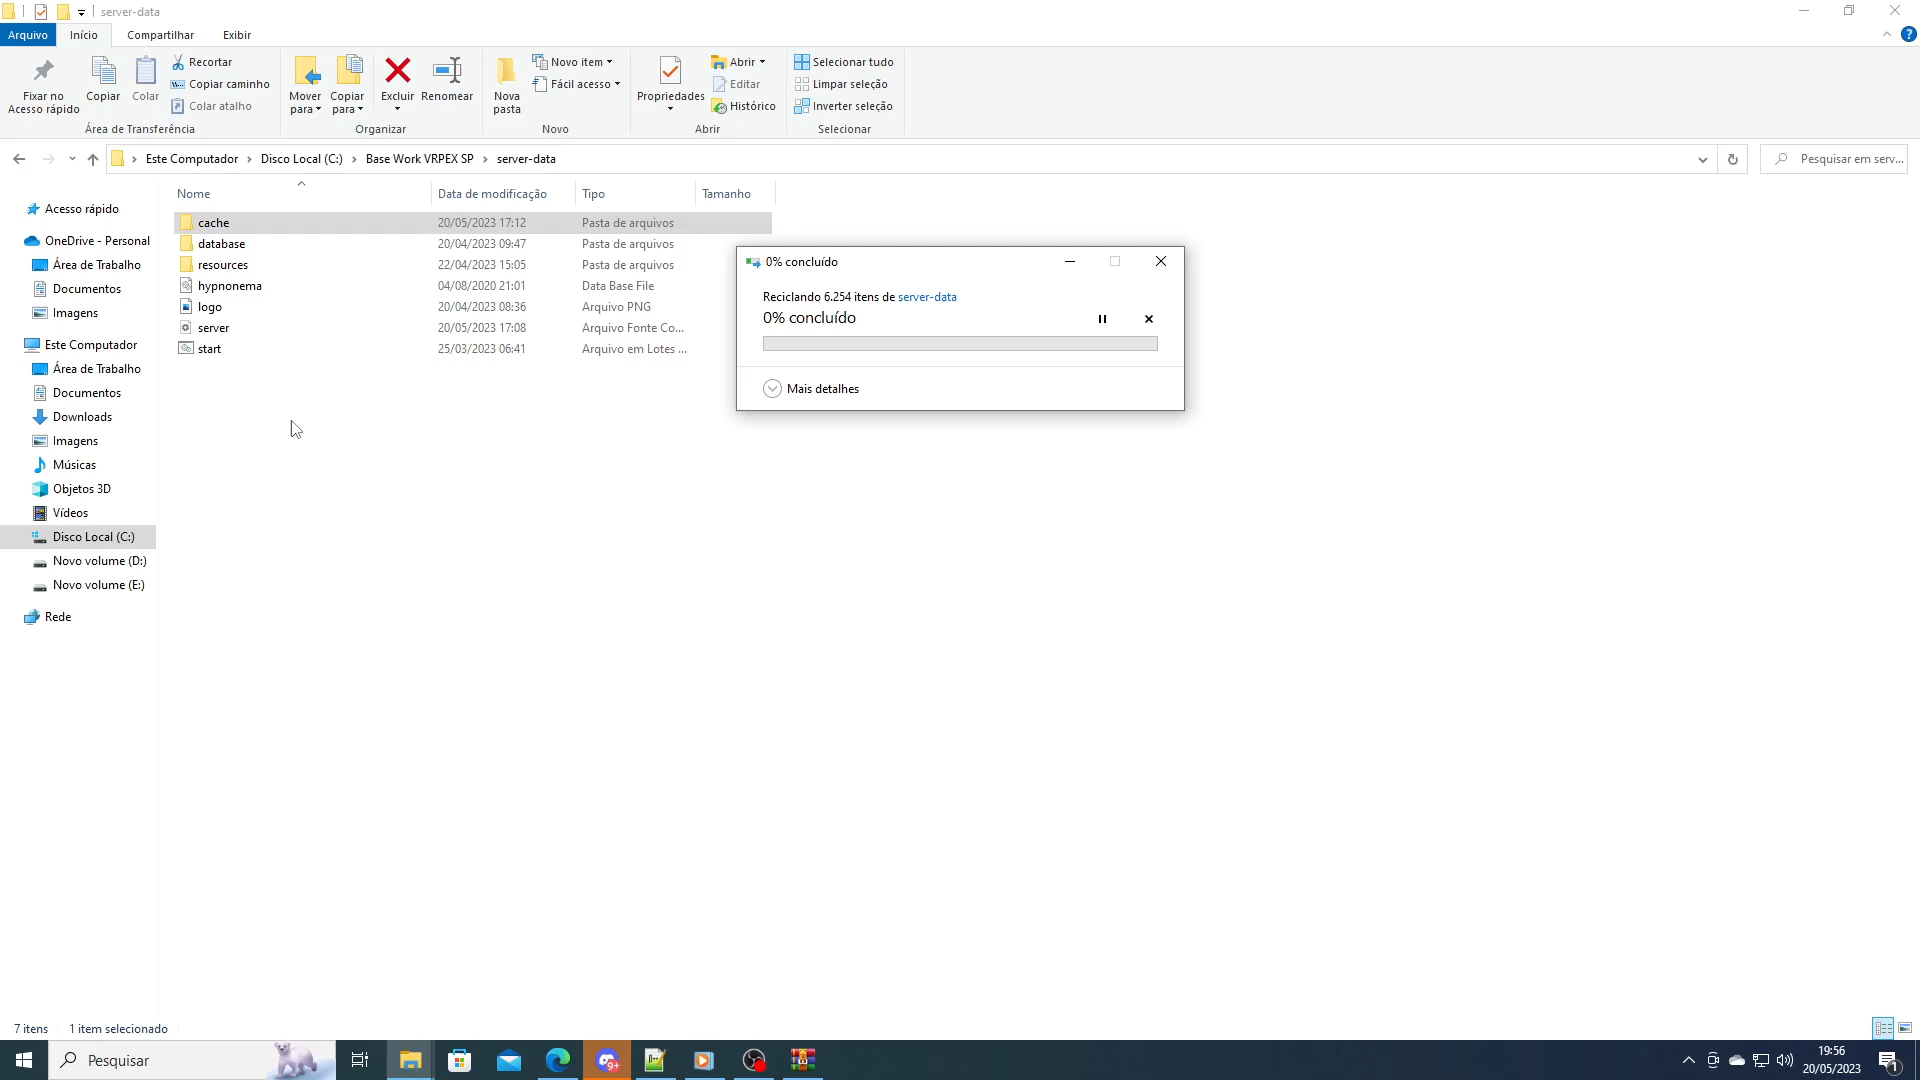 server-data
Arquivo
Início
Compartilhar
Exibir
Fixar no
Acesso rápido
Copiar
Colar
Recortar
Copiar caminho
Colar atalho
Área de Transferência
Mover
para
Copiar
para
Excluir
Renomear
Organizar
Nova
pasta
Novo item
Fácil acesso
Novo
Propriedades
Abrir
Editar
Histórico
Abrir
Selecionar tudo
Limpar seleção
Inverter seleção
Selecionar
Este Computador
Disco Local (C:)
Base Work VRPEX SP
server-data
Pesquisar em serv...
Acesso rápido
OneDrive - Personal
Área de Trabalho
Documentos
Imagens
Este Computador
Área de Trabalho
Documentos
Downloads
Imagens
Músicas
Objetos 3D
Vídeos
Disco Local (C:)
Novo volume (D:)
Novo volume (E:)
Rede
Nome Data de modificação Tipo Tamanho
cache 20/05/2023 17:12 Pasta de arquivos
database 20/04/2023 09:47 Pasta de arquivos
resources 22/04/2023 15:05 Pasta de arquivos
hypnonema 04/08/2020 21:01 Data Base File
logo 20/04/2023 08:36 Arquivo PNG
server 20/05/2023 17:08 Arquivo Fonte Co...
start 25/03/2023 06:41 Arquivo em Lotes ...
0% concluído
Reciclando 6.254 itens de server-data
0% concluído
Mais detalhes
7 itens 1 item selecionado
Pesquisar
9+
19:56
20/05/2023
1